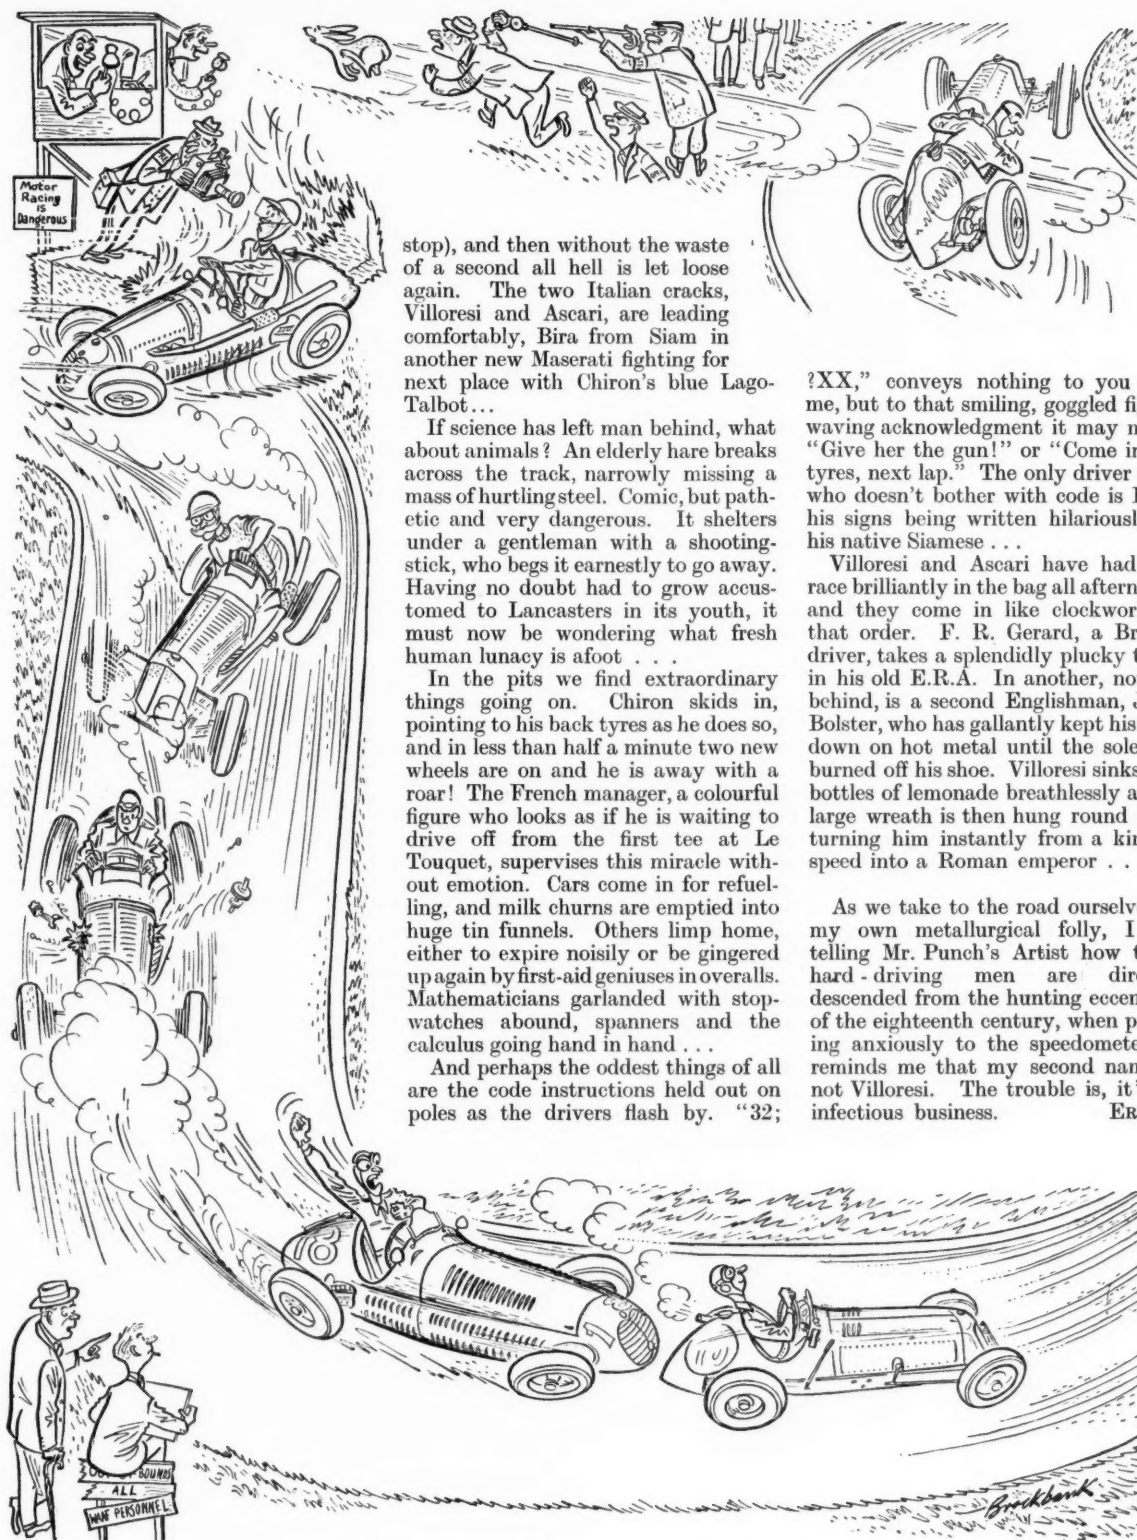 Motor
Racing
is
Dangerous
stop), and then without the waste
of a second all hell is let loose
again. The two Italian cracks,
Villoresi and Ascari, are leading
comfortably, Bira from Siam in
another new Maserati fighting for
next place with Chiron's blue Lago-
Talbot...
If science has left man behind, what
about animals? An elderly hare breaks
across the track, narrowly missing a
mass of hurtling steel. Comic, but path-
etic and very dangerous. It shelters
under a gentleman with a shooting-
stick, who begs it earnestly to go away.
Having no doubt had to grow accus-
tomed to Lancasters in its youth, it
must now be wondering what fresh
human lunacy is afoot . . .
In the pits we find extraordinary
things going on. Chiron skids in,
pointing to his back tyres as he does so,
and in less than half a minute two new
wheels are on and he is away with a
roar! The French manager, a colourful
figure who looks as if he is waiting to
drive off from the first tee at Le
Touquet, supervises this miracle with-
out emotion. Cars come in for refuel-
ling, and milk churns are emptied into
huge tin funnels. Others limp home,
either to expire noisily or be gingered
up again by first-aid geniuses in overalls.
Mathematicians garlanded with stop-
watches abound, spanners and the
calculus going hand in hand . . .
And perhaps the oddest things of all
are the code instructions held out on
poles as the drivers flash by. "32;
?XX," conveys nothing to you
me, but to that smiling, goggled fi
waving acknowledgment it may
"Give her the gun!" or "Come
tyres, next lap." The only driver
who doesn't bother with code is
his signs being written
his native Siamese . . .
Villoresi and Ascari have had
race brilliantly in the bag all
and they come in like
that order. F. R. Gerard, a
driver, takes a splendidly plucky
in his old E.R.A. In another,
behind, is a second Englishman,
Bolster, who has gallantly kept his
down on hot metal until the
burned off his shoe. Villoresi sinks
bottles of lemonade breathlessly
large wreath is then hung round
turning him instantly from a
speed into a Roman emperor . .
As we take to the road
my own metallurgical folly, I
telling Mr. Punch's Artist how
hard-driving men are
descended from the hunting
of the eighteenth century, when
ing anxiously to the
reminds me that my second
not Villoresi. The trouble is, it
infectious business.
BOUNDS
ALL
WAAF PERSONNEL
Brockbank